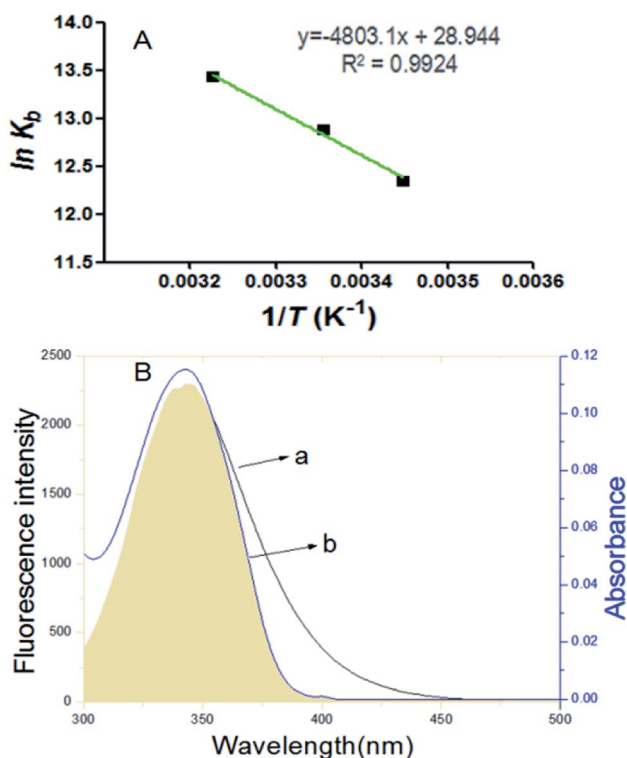 A
y=-4803.1x + 28.944
R² = 0.9924
14.0
13.5
13.0
12.5
12.0
11.5
ln K_b
0.0032 0.0033 0.0034 0.0035 0.0036
1/T (K⁻¹)
B
2500
2000
1500
1000
500
0
Fluorescence intensity
a
b
0.12
0.10
0.08
0.06
0.04
0.02
0.00
Absorbance
300 350 400 450 500
Wavelength(nm)